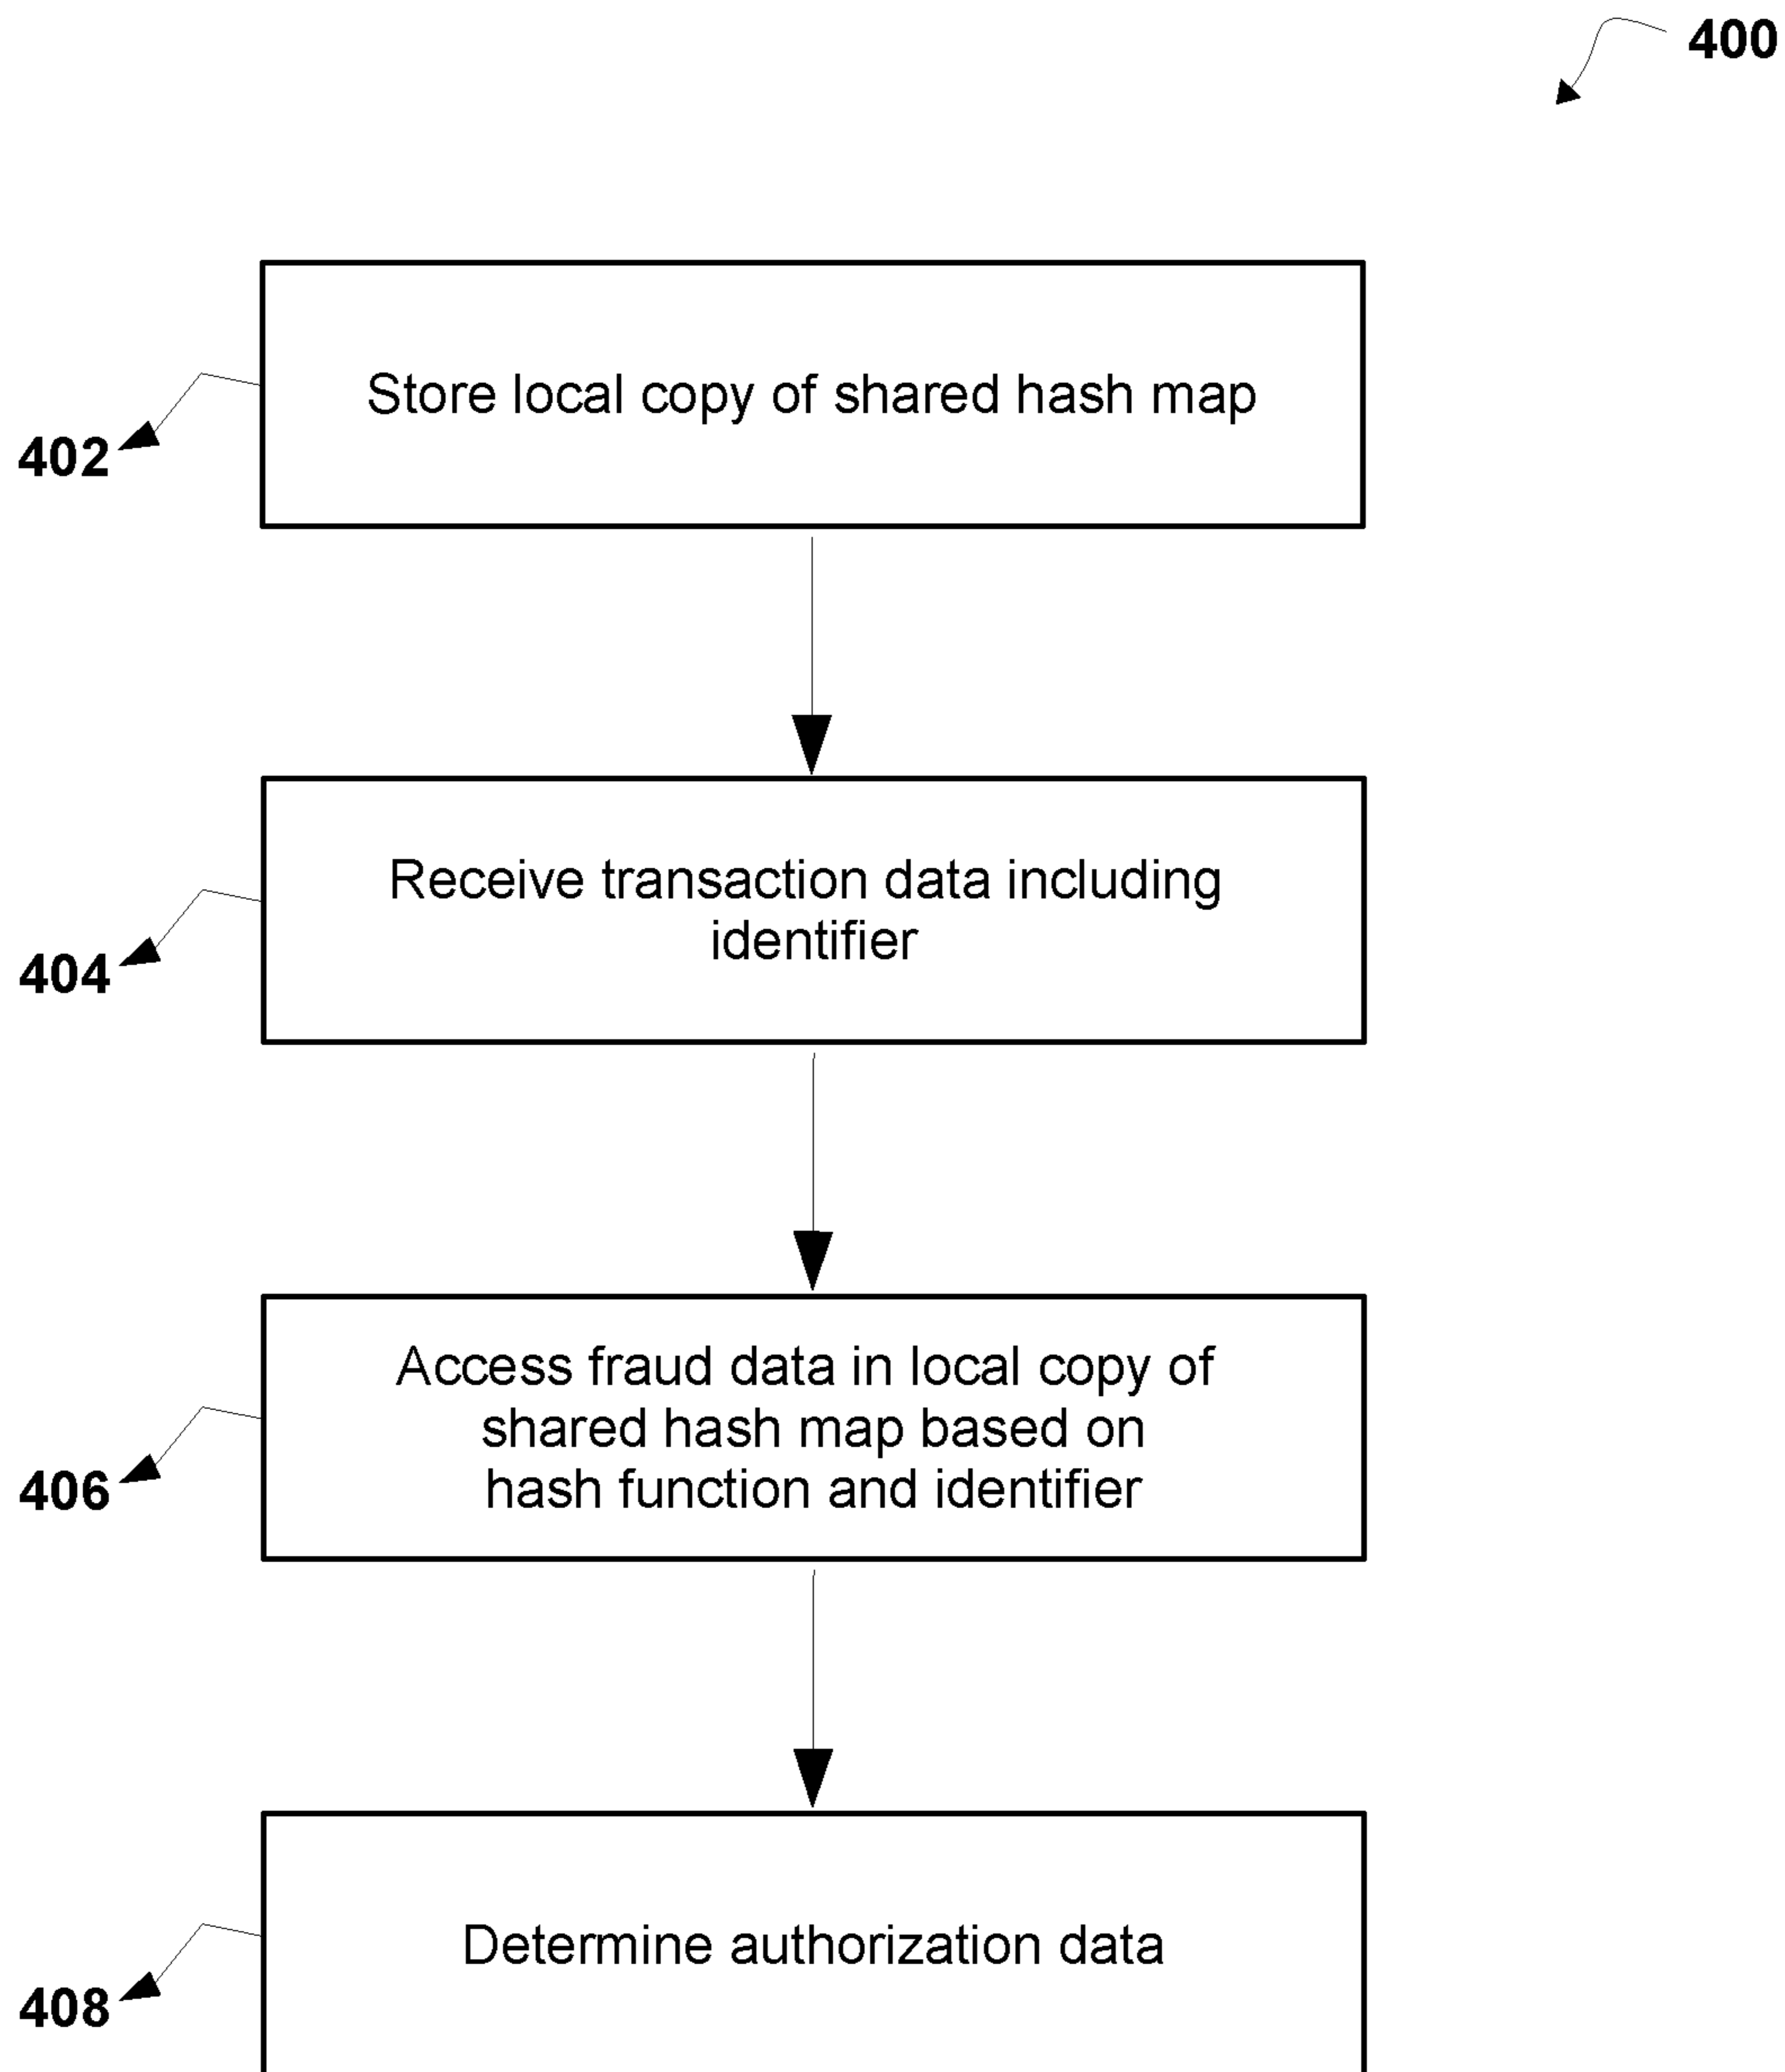 400
Store local copy of shared hash map
402
Receive transaction data including
identifier
404
Access fraud data in local copy of
shared hash map based on
hash function and identifier
406
Determine authorization data
408